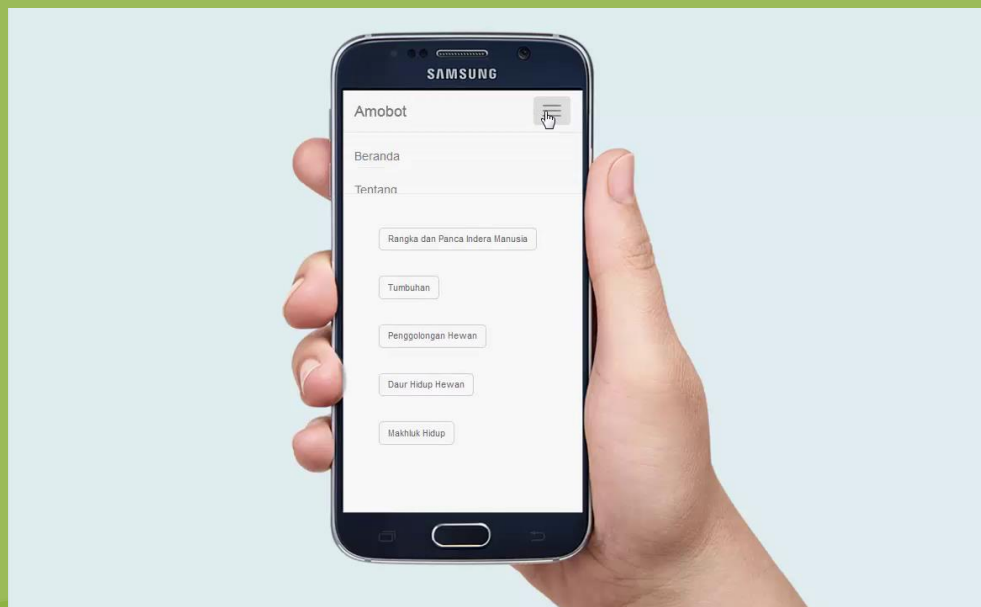 SAMSUNG
Amobot
Beranda
Tentang
Rangka dan Panca Indera Manusia
Tumbuhan
Penggolongan Hewan
Daur Hidup Hewan
Makhluk Hidup